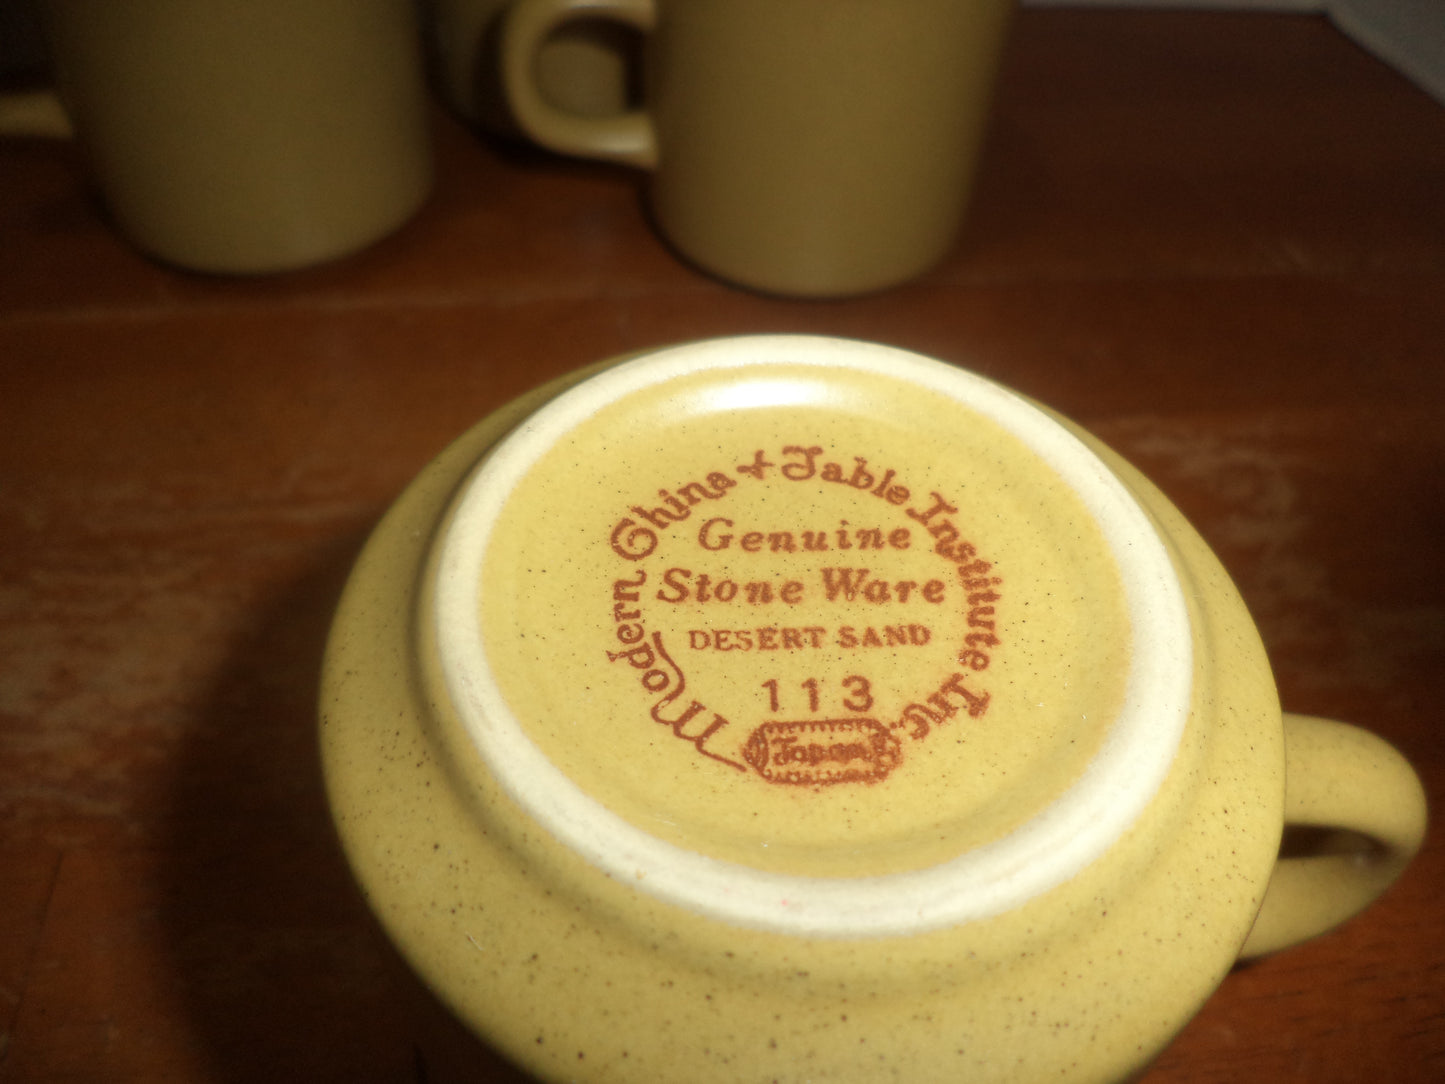 Modern China & Table Institute Inc.
Genuine
Stone Ware
DESERT SAND
113
Japan